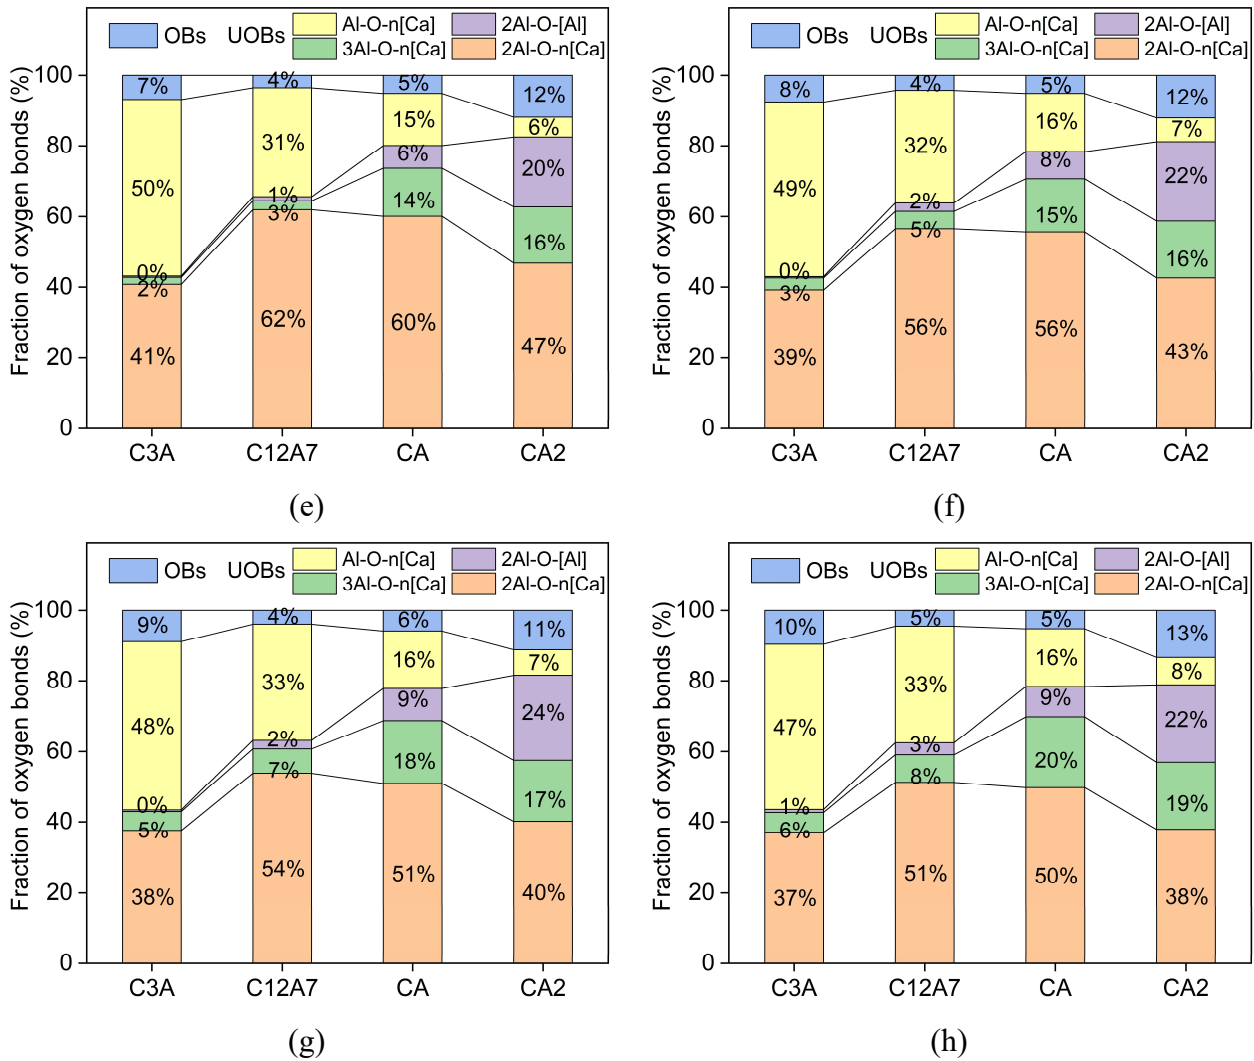 OBs UOBs Al-O-n[Ca] 2Al-O-[Al]
3Al-O-n[Ca] 2Al-O-n[Ca]
Fraction of oxygen bonds (%)
100
80
60
40
20
0
7% 4% 5% 12%
50% 31% 15% 6%
0% 1% 6% 20%
2% 3% 14% 16%
41% 62% 60% 47%
C3A C12A7 CA CA2
(e)
OBs UOBs Al-O-n[Ca] 2Al-O-[Al]
3Al-O-n[Ca] 2Al-O-n[Ca]
Fraction of oxygen bonds (%)
100
80
60
40
20
0
8% 4% 5% 12%
49% 32% 16% 7%
0% 2% 8% 22%
3% 5% 15% 16%
39% 56% 56% 43%
C3A C12A7 CA CA2
(f)
OBs UOBs Al-O-n[Ca] 2Al-O-[Al]
3Al-O-n[Ca] 2Al-O-n[Ca]
Fraction of oxygen bonds (%)
100
80
60
40
20
0
9% 4% 6% 11%
48% 33% 16% 7%
0% 2% 9% 24%
5% 7% 18% 17%
38% 54% 51% 40%
C3A C12A7 CA CA2
(g)
OBs UOBs Al-O-n[Ca] 2Al-O-[Al]
3Al-O-n[Ca] 2Al-O-n[Ca]
Fraction of oxygen bonds (%)
100
80
60
40
20
0
10% 5% 5% 13%
47% 33% 16% 8%
1% 3% 9% 22%
6% 8% 20% 19%
37% 51% 50% 38%
C3A C12A7 CA CA2
(h)